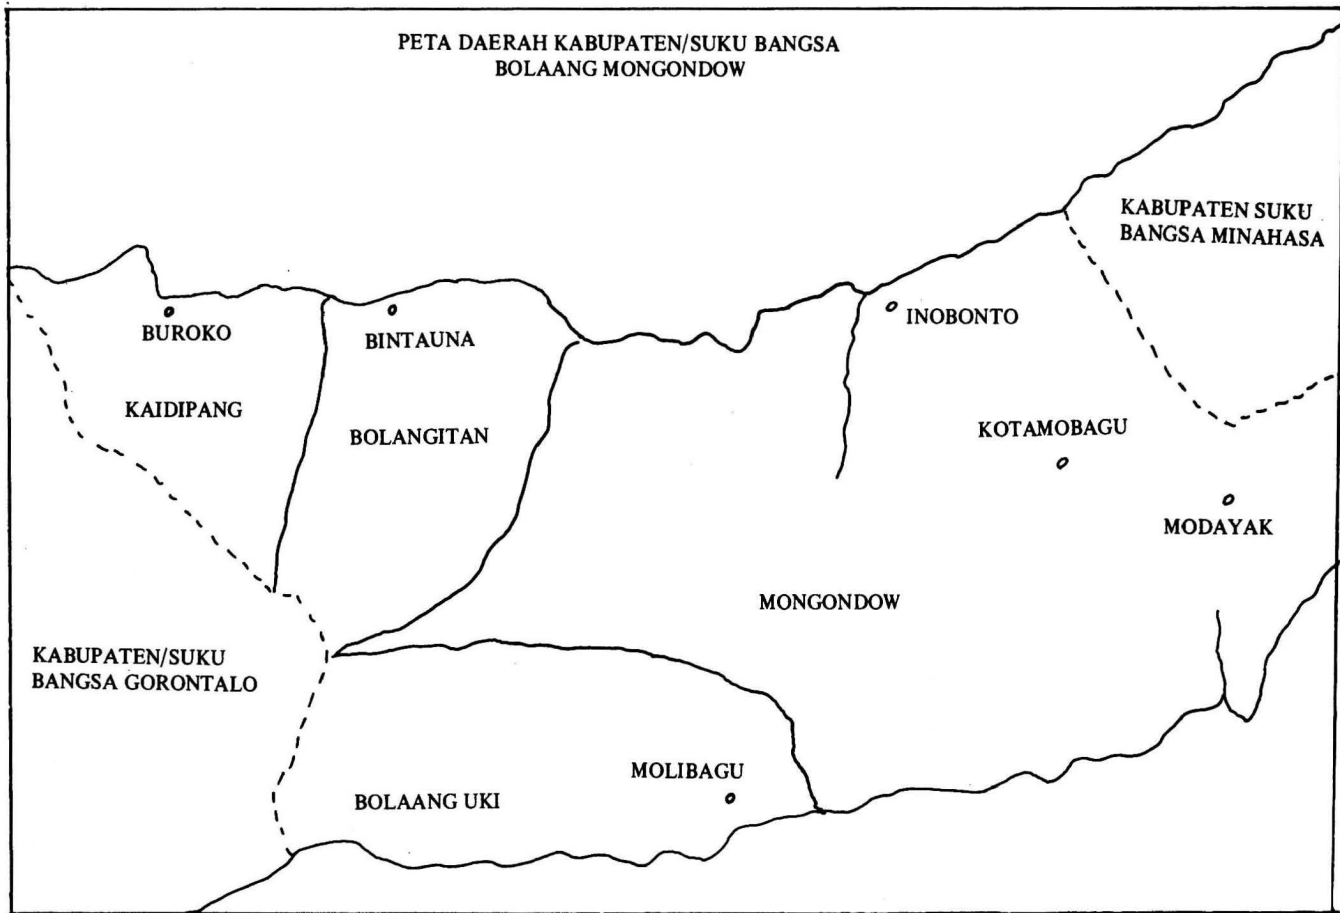 PETA DAERAH KABUPATEN/SUKU BANGSA
BOLAANG MONGONDOW
KABUPATEN SUKU
BANGSA MINAHASA
BUROKO
BINTAUNA
INOBONTO
KAIDIPANG
BOLANGITAN
KOTAMOBAGU
MODAYAK
MONGONDOW
KABUPATEN/SUKU
BANGSA GORONTALO
MOLIBAGU
BOLAANG UKI